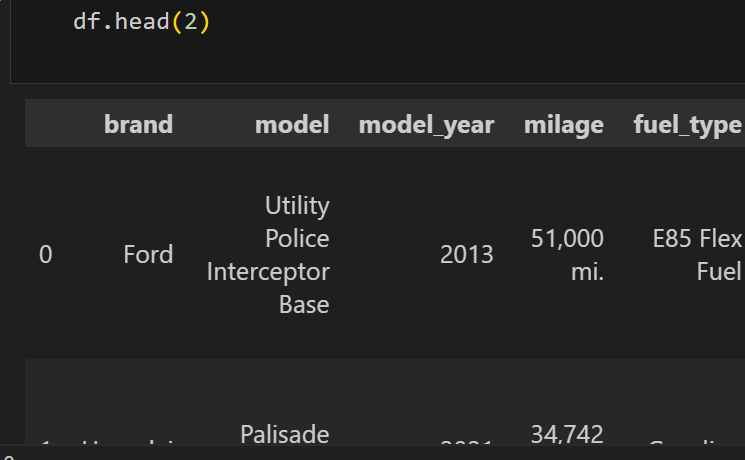 df.head(2)
brand model model_year milage fuel_type
Utility
Police 51,000 E85 Flex
0 Ford 2013
Interceptor mi. Fuel
Base
Palisade 34,742